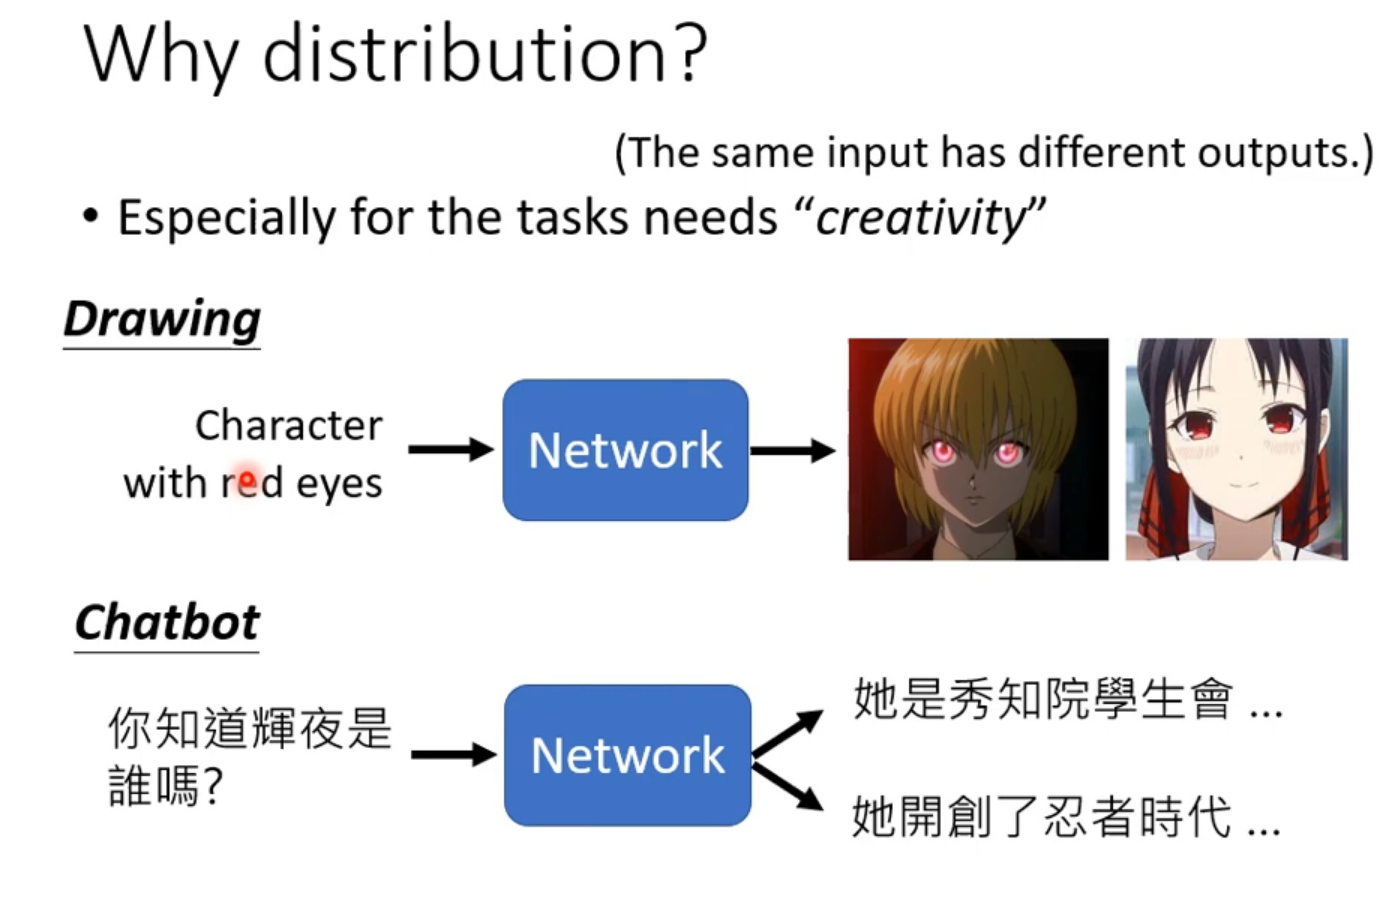 Why distribution?
(The same input has different outputs.)
• Especially for the tasks needs “creativity”
Drawing
Character
with red eyes
Network
Chatbot
你知道輝夜是
誰嗎?
Network
她是秀知院學生會 ...
她開創了忍者時代 ...